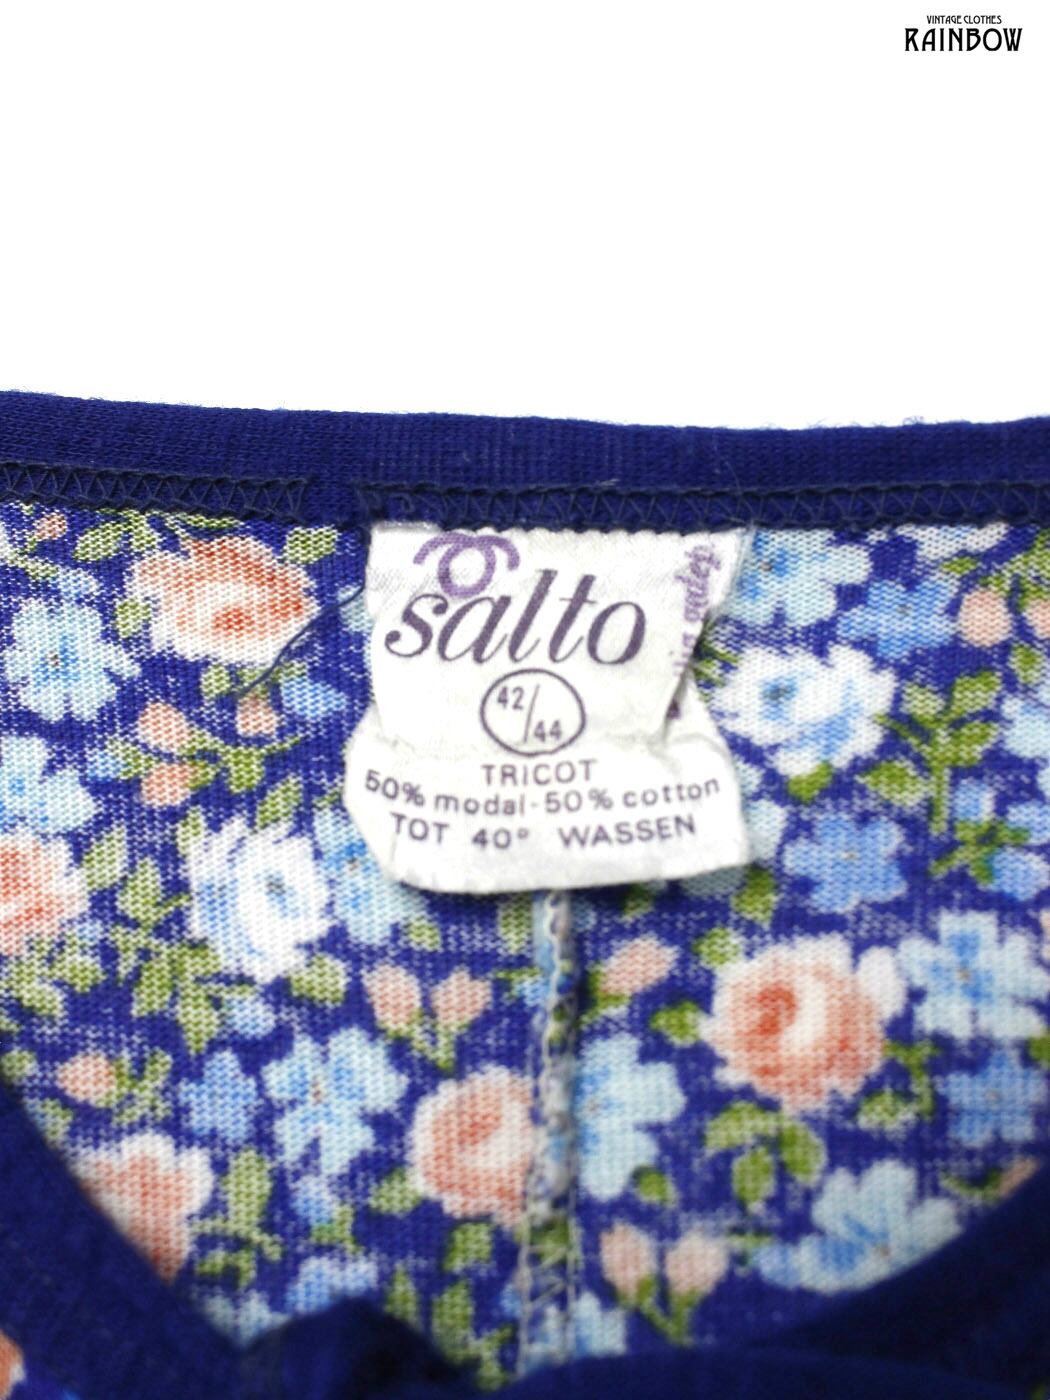 VINTAGE CLOTHES
RAINBOW
salto
42/44
TRICOT
50% modal - 50% cotton
TOT 40° WASSEN